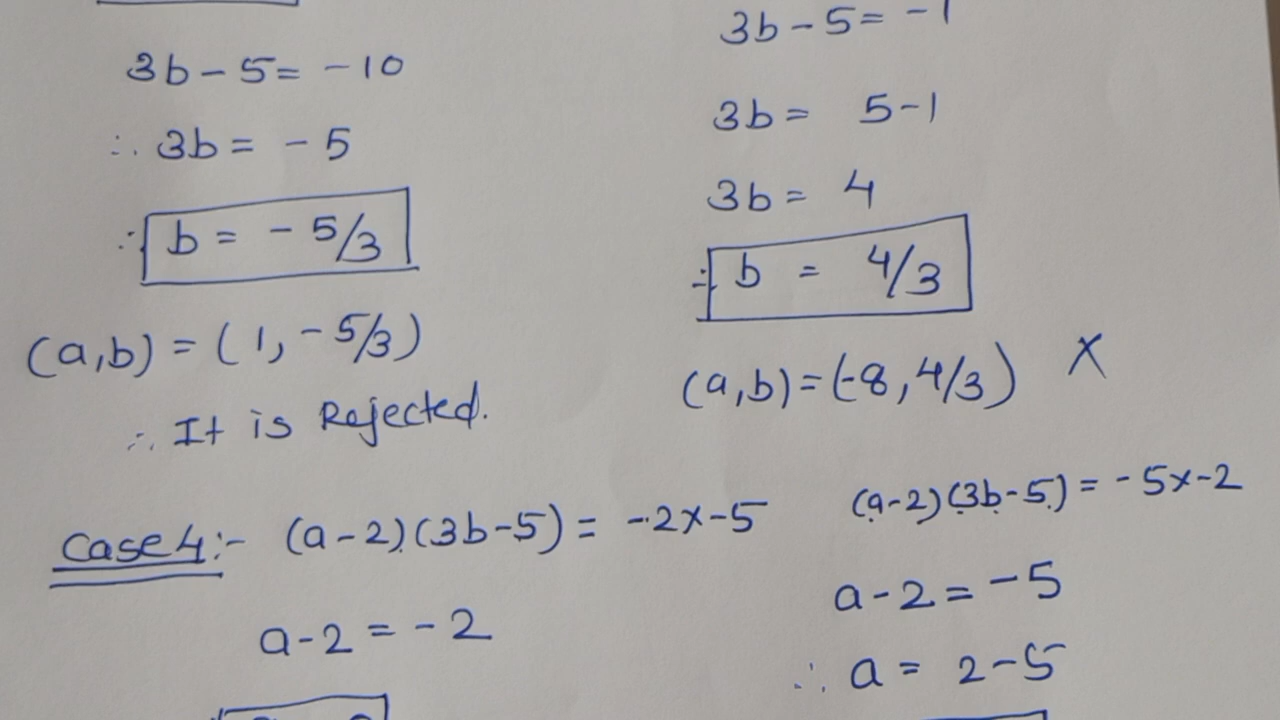 3b - 5 = -10
∴ 3b = - 5
∴ b = - 5/3
(a,b) = (1, - 5/3)
∴ It is Rejected.
3b - 5 = -1
3b = 5 - 1
3b = 4
∴ b = 4/3
(a,b) = (-8, 4/3) X
Case 4:- (a-2)(3b-5) = -2x-5
a-2 = -2
(a-2)(3b-5) = -5x-2
a-2 = -5
∴ a = 2-5